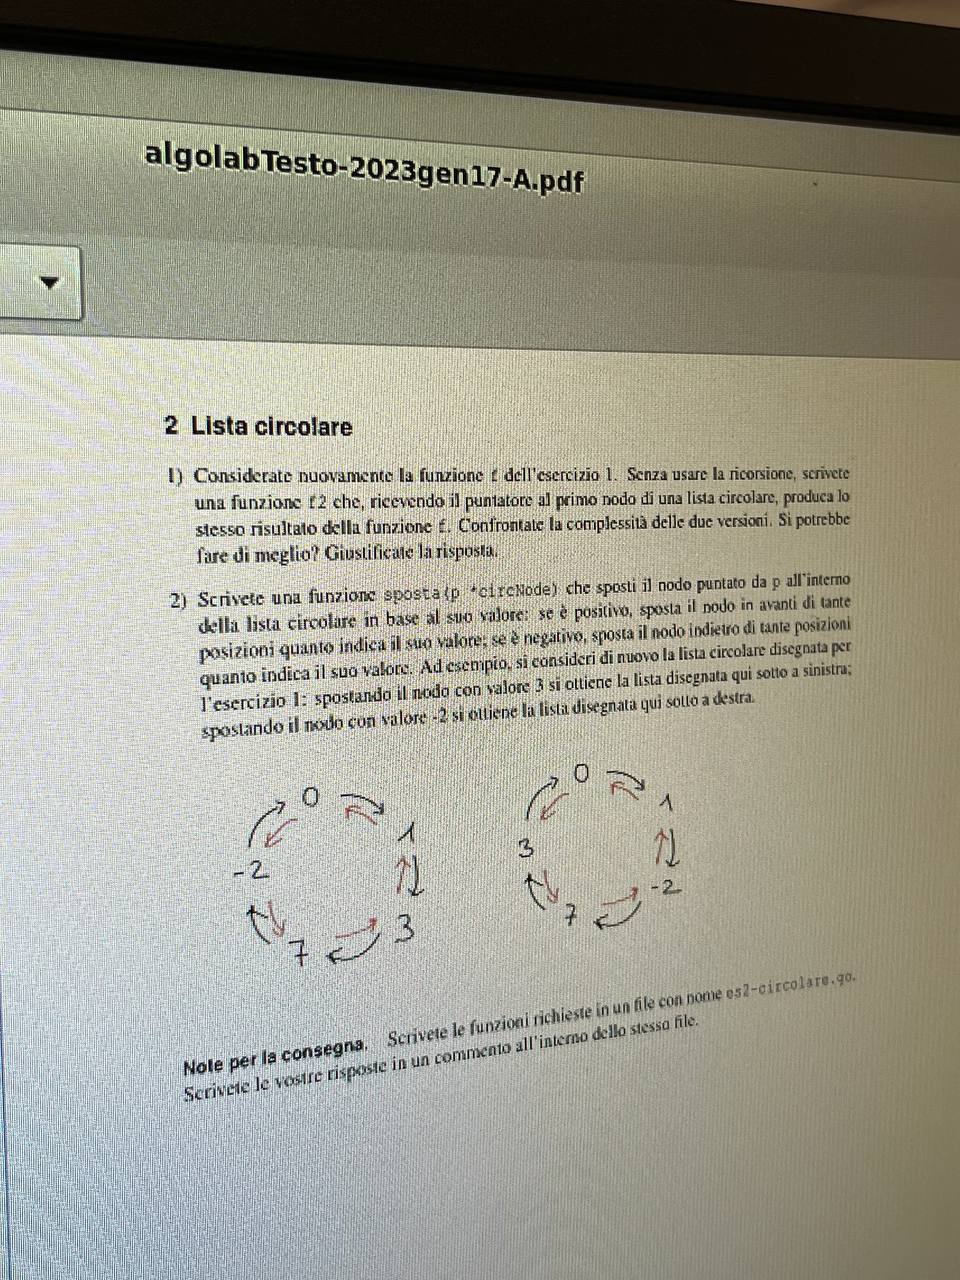 algolabTesto-2023gen17-A.pdf
2 Lista circolare
1) Considerate nuovamente la funzione f dell'esercizio 1. Senza usare la ricorsione, scrivete
una funzione f2 che, ricevendo il puntatore al primo nodo di una lista circolare, produca lo
stesso risultato della funzione f. Confrontate la complessità delle due versioni. Si potrebbe
fare di meglio? Giustificate la risposta.
2) Scrivete una funzione sposta(p *circNode) che sposti il nodo puntato da p all'interno
della lista circolare in base al suo valore: se è positivo, sposta il nodo in avanti di tante
posizioni quanto indica il suo valore; se è negativo, sposta il nodo indietro di tante posizioni
quanto indica il suo valore. Ad esempio, si consideri di nuovo la lista circolare disegnata per
l'esercizio 1: spostando il nodo con valore 3 si ottiene la lista disegnata qui sotto a sinistra;
spostando il nodo con valore -2 si ottiene la lista disegnata qui sotto a destra.
0
1
-2
3
7
0
1
3
-2
7
Note per la consegna. Scrivete le funzioni richieste in un file con nome es2-circolare.go.
Scrivete le vostre risposte in un commento all'interno dello stesso file.